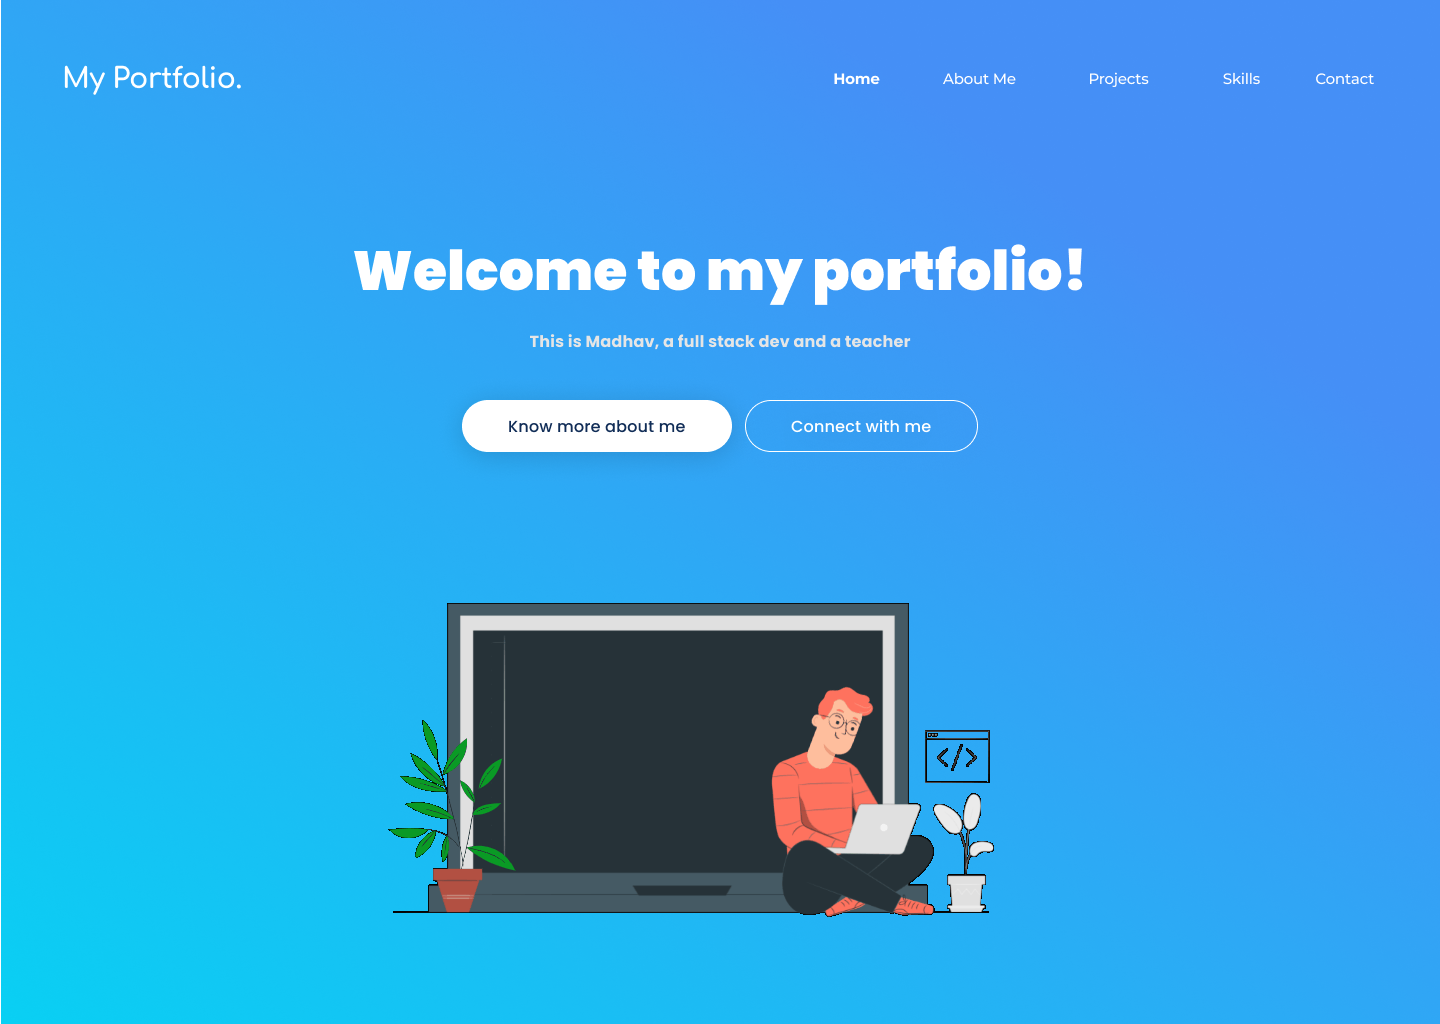 My Portfolio.
Home About Me Projects Skills Contact
Welcome to my portfolio!
This is Madhav, a full stack dev and a teacher
Know more about me Connect with me
</>